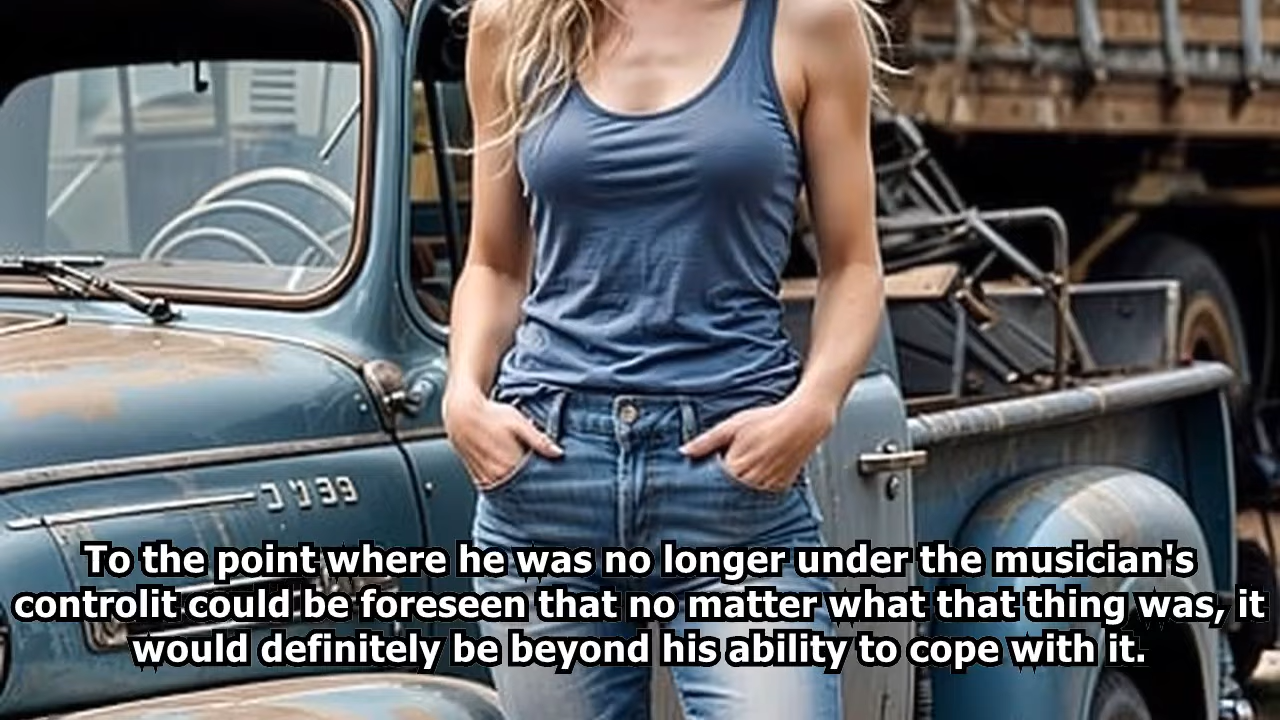 To the point where he was no longer under the musician's
controlit could be foreseen that no matter what that thing was, it
would definitely be beyond his ability to cope with it.